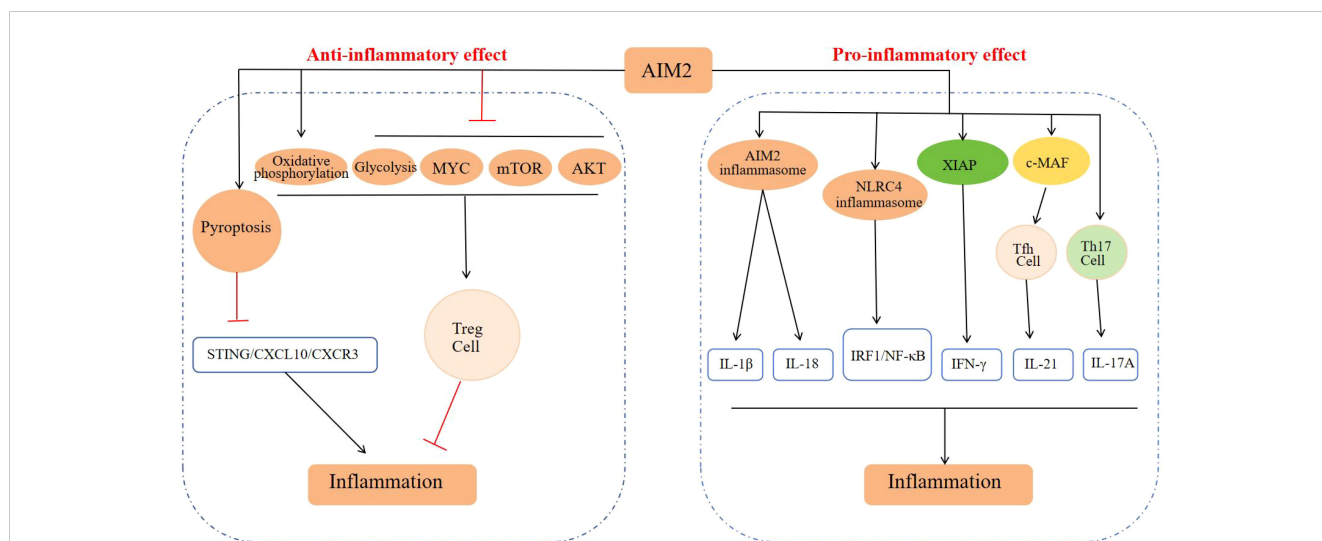 Anti-inflammatory effect
AIM2
Pro-inflammatory effect
Oxidative
phosphorylation
Glycolysis
MYC
mTOR
AKT
Pyroptosis
STING/CXCL10/CXCR3
Treg
Cell
Inflammation
AIM2
inflammasome
NLRC4
inflammasome
XIAP
c-MAF
Tfh
Cell
Th17
Cell
IL-1β
IL-18
IRF1/NF-κB
IFN-γ
IL-21
IL-17A
Inflammation